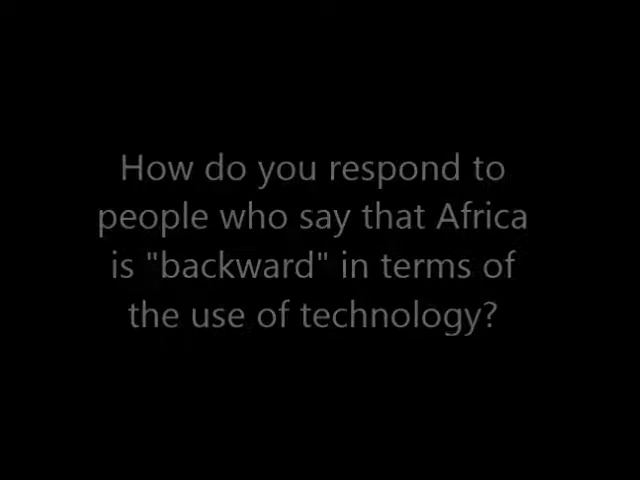 How do you respond to
people who say that Africa
is "backward" in terms of
the use of technology?